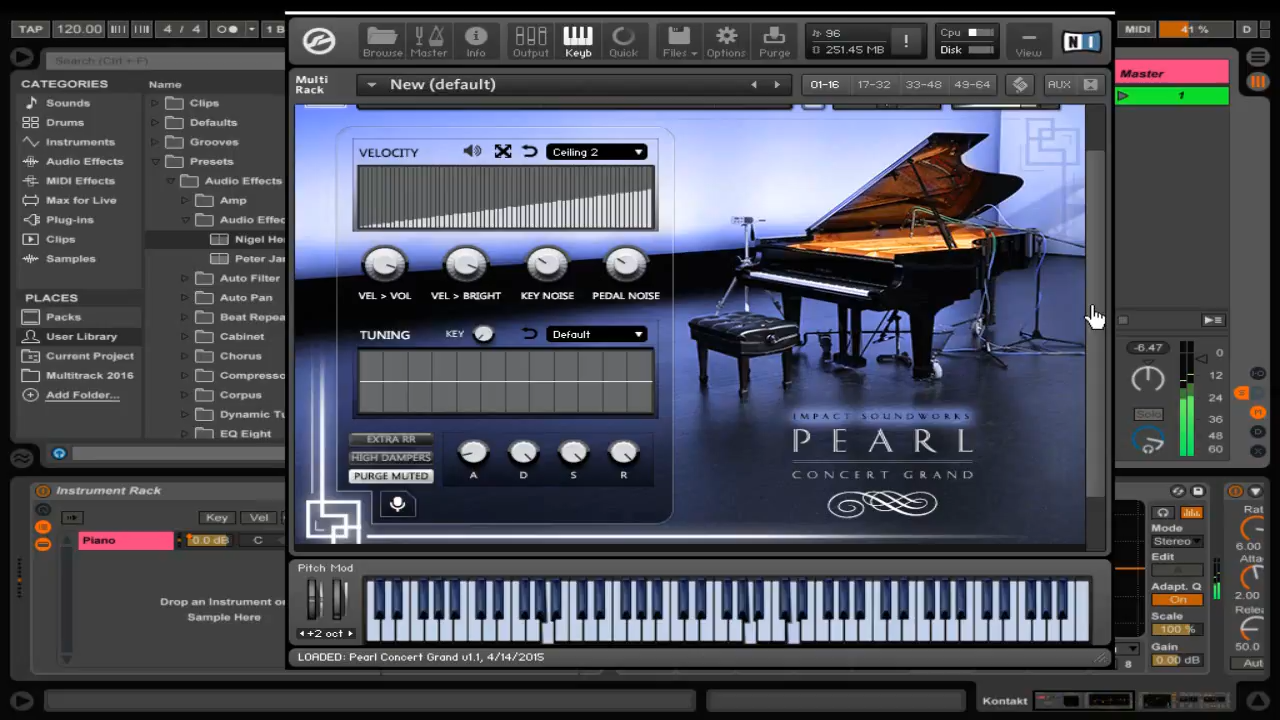 TAP 120.00 4 / 4 1 B
Browse Master Info Output Keyb Quick Files Options Purge
96
251.45 MB
!
Cpu
Disk
View
NI
MIDI 41 % D
Search (Ctrl +-F)
Multi
Rack
New (default)
01-16 17-32 33-48 49-64 AUX
CATEGORIES
Sounds
Drums
Instruments
Audio Effects
MIDI Effects
Max for Live
Plug-ins
Clips
Samples
PLACES
Packs
User Library
Current Project
Multitrack 2016
Add Folder...
Name
Clips
Defaults
Grooves
Presets
Audio Effects
Amp
Audio Effec
Nigel He
Peter Jar
Auto Filter
Auto Pan
Beat Repea
Cabinet
Chorus
Compresso
Corpus
Dynamic Tu
EQ Eight
VELOCITY
Ceiling 2
VEL > VOL VEL > BRIGHT KEY NOISE PEDAL NOISE
TUNING KEY
Default
EXTRA RR
HIGH DAMPERS
PURGE MUTED
A D S R
IMPACT SOUNDWORKS
PEARL
CONCERT GRAND
Master
1
-6.47
0
12
24
36
48
60
Solo
Instrument Rack
Key Vel
Piano
0.0 dB
C
Drop an Instrument or
Sample Here
Pitch Mod
+2 oct
LOADED: Pearl Concert Grand v1.1, 4/14/2015
Mode
Stereo
Edit
A
Adapt. Q
On
Scale
100 %
Gain
0.00 dB
8
Rat
6.00
Atta
2.00
Rele
50.0
Aut
Kontakt